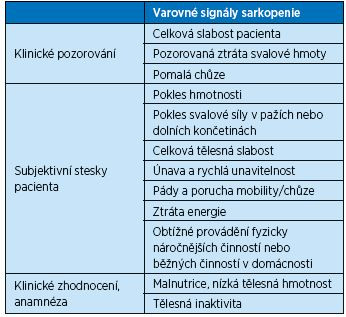 Varovné signály sarkopenie
Klinické pozorování
Celková slabost pacienta
Pozorovaná ztráta svalové hmoty
Pomalá chůze
Subjektivní stesky
pacienta
Pokles hmotnosti
Pokles svalové síly v pažích nebo
dolních končetinách
Celková tělesná slabost
Únava a rychlá unavitelnost
Pády a porucha mobility/chůze
Ztráta energie
Obtížné provádění fyzicky
náročnějších činností nebo
běžných činností v domácnosti
Klinické zhodnocení,
anamnéza
Malnutrice, nízká tělesná hmotnost
Tělesná inaktivita